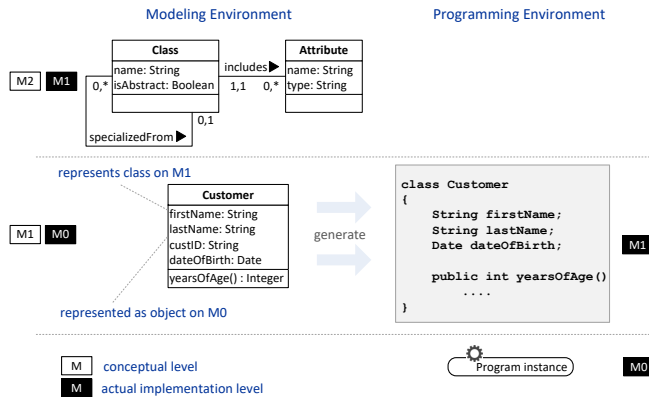 Modeling Environment
Programming Environment
Class
name: String
isAbstract: Boolean
includes
Attribute
name: String
type: String
M2 M1
0,*
1,1
0,*
0,1
specializedFrom
represents class on M1
Customer
firstName: String
lastName: String
custID: String
dateOfBirth: Date
yearsOfAge() : Integer
M1 M0
represented as object on M0
generate
class Customer
{
String firstName;
String lastName;
Date dateOfBirth;
public int yearsOfAge()
....
}
M1
M conceptual level
M actual implementation level
Program instance
M0